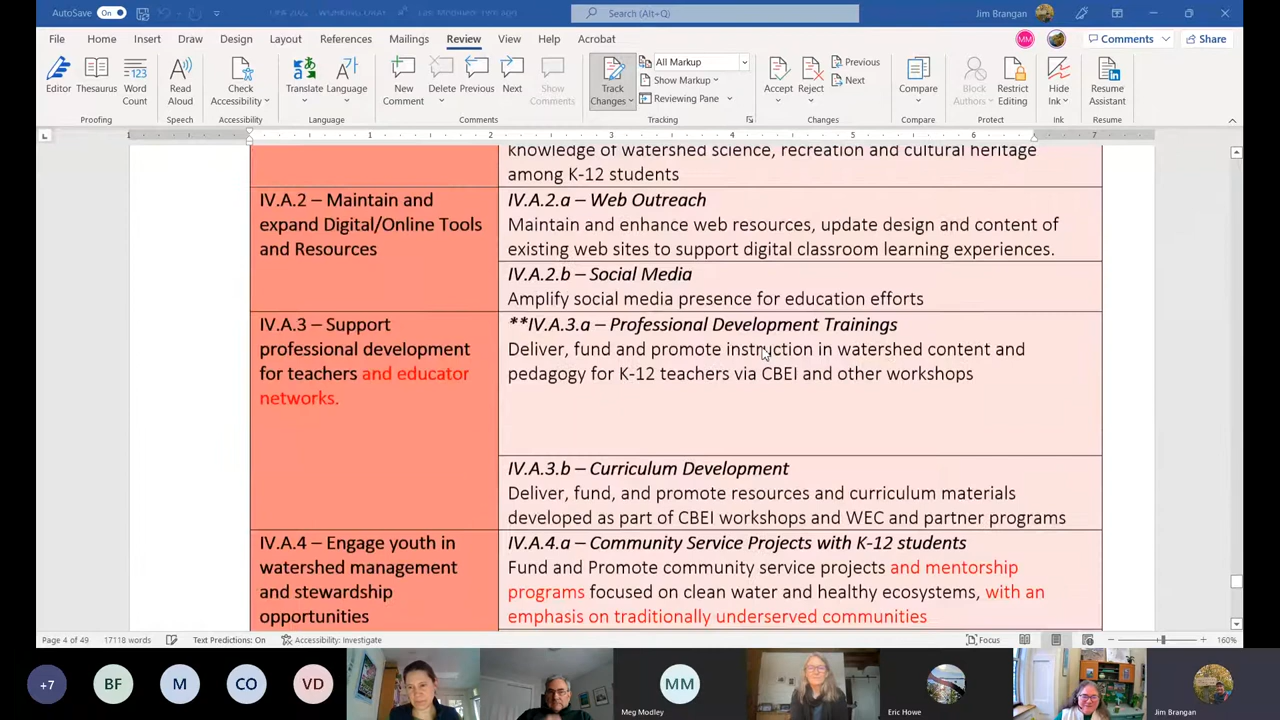 AutoSave On
Search (Alt+Q)
Jim Brangan
File Home Insert Draw Design Layout References Mailings Review View Help Acrobat
MM Comments Share
Editor Thesaurus Word Count Read Aloud Check Accessibility Translate Language New Comment Delete Previous Next Show Comments Track Changes
All Markup
Show Markup
Reviewing Pane
Accept Reject
Previous
Next
Compare Block Authors Restrict Editing Hide Ink Resume Assistant
Proofing Speech Accessibility Language Comments Tracking Changes Compare Protect Ink Resume
1 1 2 3 4 5 6 7
knowledge of watershed science, recreation and cultural heritage
among K-12 students
IV.A.2 – Maintain and
expand Digital/Online Tools
and Resources
IV.A.2.a – Web Outreach
Maintain and enhance web resources, update design and content of
existing web sites to support digital classroom learning experiences.
IV.A.2.b – Social Media
Amplify social media presence for education efforts
IV.A.3 – Support
professional development
for teachers and educator
networks.
**IV.A.3.a – Professional Development Trainings
Deliver, fund and promote instruction in watershed content and
pedagogy for K-12 teachers via CBEI and other workshops
IV.A.3.b – Curriculum Development
Deliver, fund, and promote resources and curriculum materials
developed as part of CBEI workshops and WEC and partner programs
IV.A.4 – Engage youth in
watershed management
and stewardship
opportunities
IV.A.4.a – Community Service Projects with K-12 students
Fund and Promote community service projects and mentorship
programs focused on clean water and healthy ecosystems, with an
emphasis on traditionally underserved communities
Page 4 of 49 17118 words Text Predictions: On Accessibility: Investigate Focus 160%
+7 BF M CO VD MM
Meg Modley
Eric Howe
Jim Brangan